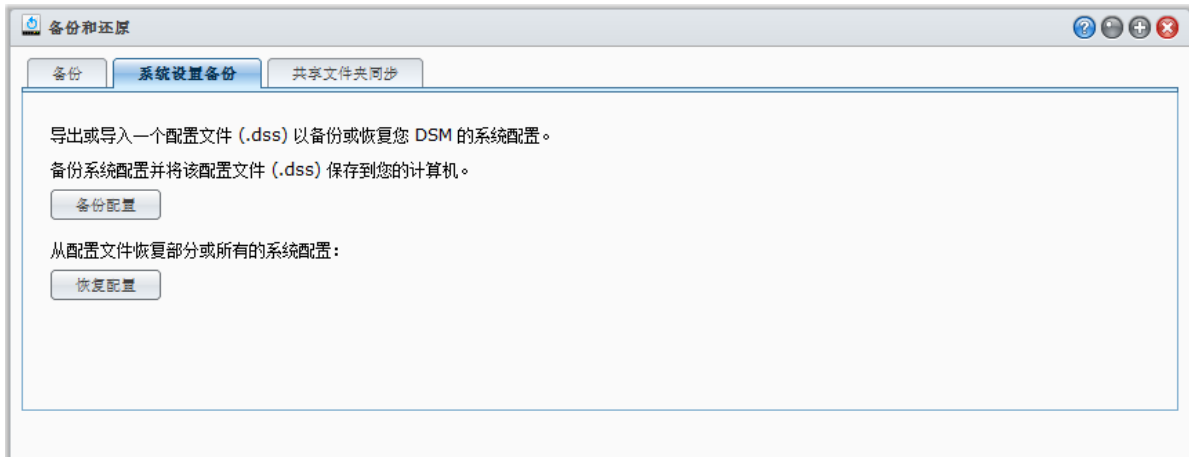 备份和还原
备份
系统设置备份
共享文件夹同步
导出或导入一个配置文件 (.dss) 以备份或恢复您 DSM 的系统配置。
备份系统配置并将该配置文件 (.dss) 保存到您的计算机。
备份配置
从配置文件恢复部分或所有的系统配置:
恢复配置